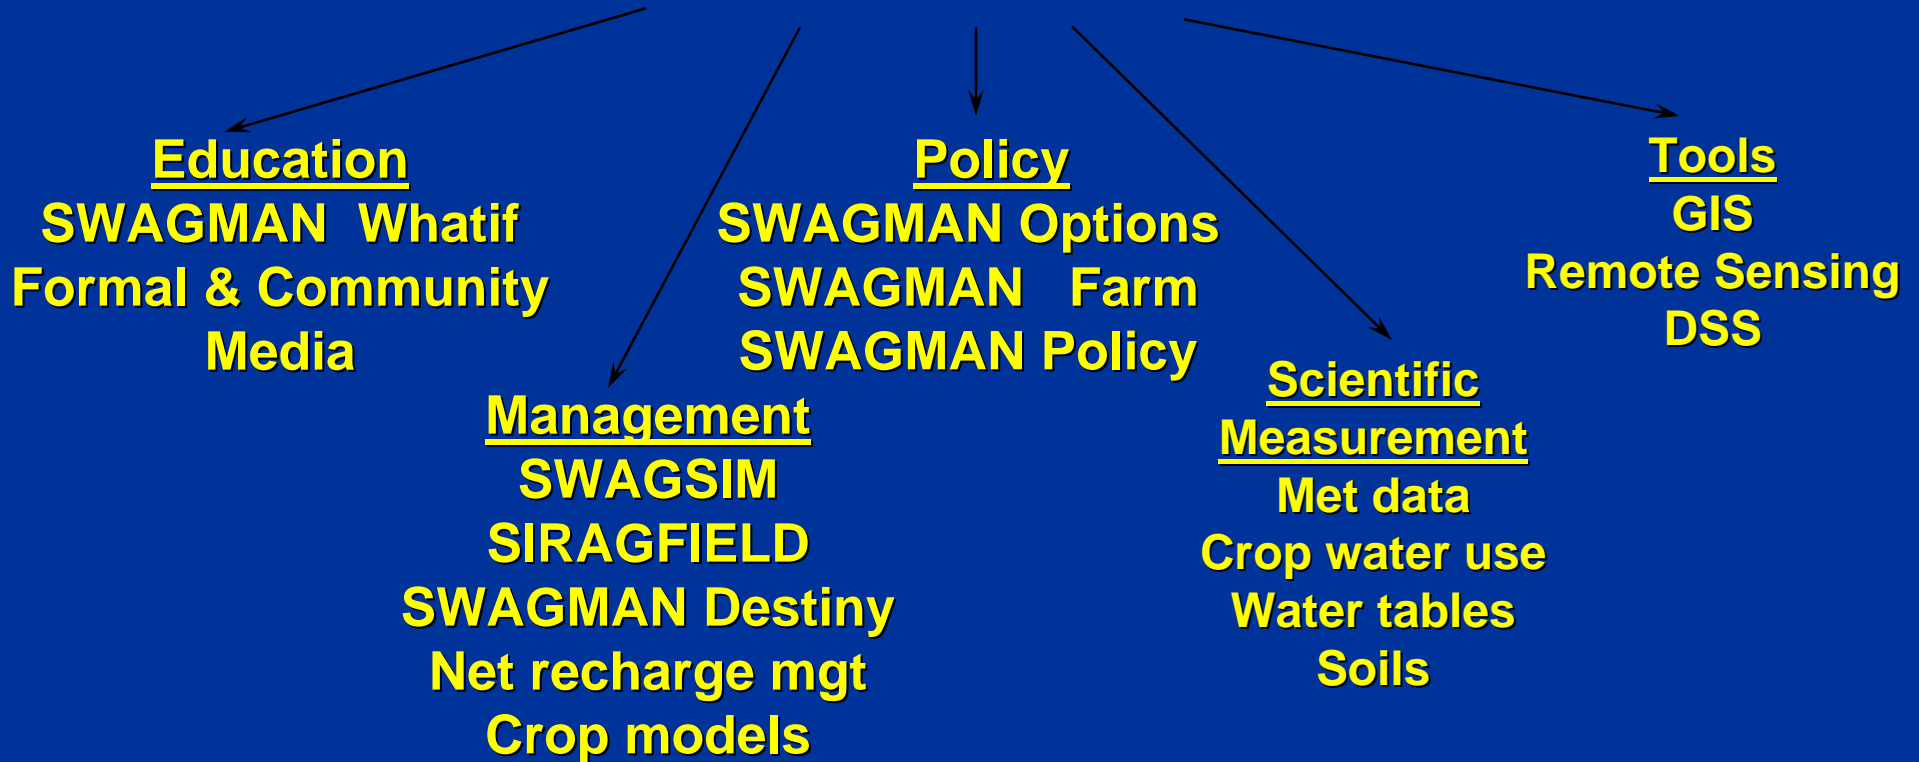 Education
SWAGMAN Whatif
Formal & Community
Media
Management
SWAGSIM
SIRAGFIELD
SWAGMAN Destiny
Net recharge mgt
Crop models
Policy
SWAGMAN Options
SWAGMAN Farm
SWAGMAN Policy
Scientific
Measurement
Met data
Crop water use
Water tables
Soils
Tools
GIS
Remote Sensing
DSS